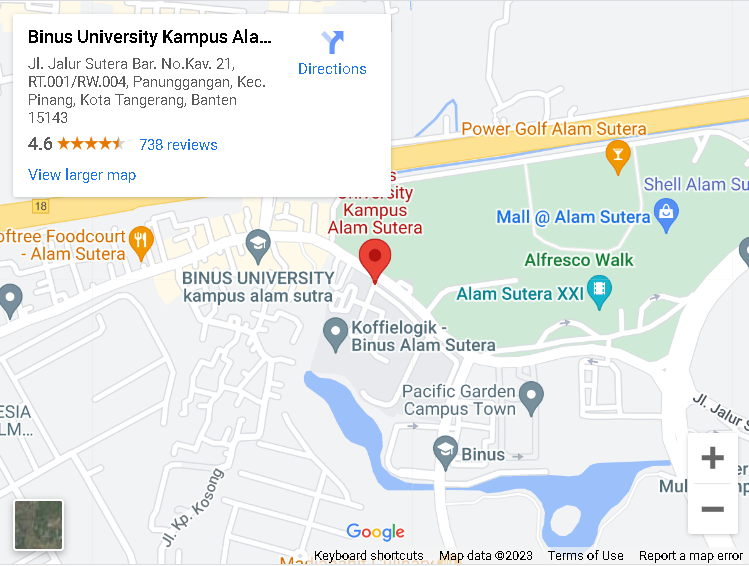 Binus University Kampus Ala...
Jl. Jalur Sutera Bar. No.Kav. 21,
RT.001/RW.004, Panunggangan, Kec.
Pinang, Kota Tangerang, Banten
15143
4.6
738 reviews
View larger map
Directions
Power Golf Alam Sutera
Shell Alam Su
Mall @ Alam Sutera
18
University
Kampus
Alam Sutera
oftree Foodcourt
- Alam Sutera
BINUS UNIVERSITY
kampus alam sutra
Alfresco Walk
Alam Sutera XXI
Koffielogik -
Binus Alam Sutera
Pacific Garden
Campus Town
Jl. Jalur S
ESIA
LM...
Binus
Mul
Jl. Kp. Kosong
Google
Keyboard shortcuts
Map data ©2023
Terms of Use
Report a map error